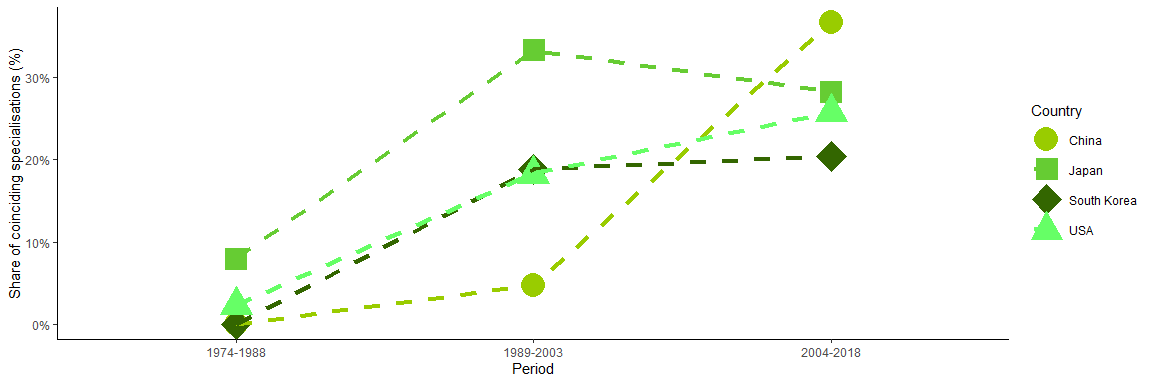 Share of coinciding specialisations (%)
30%
20%
10%
0%
1974-1988
1989-2003
2004-2018
Period
Country
China
Japan
South Korea
USA